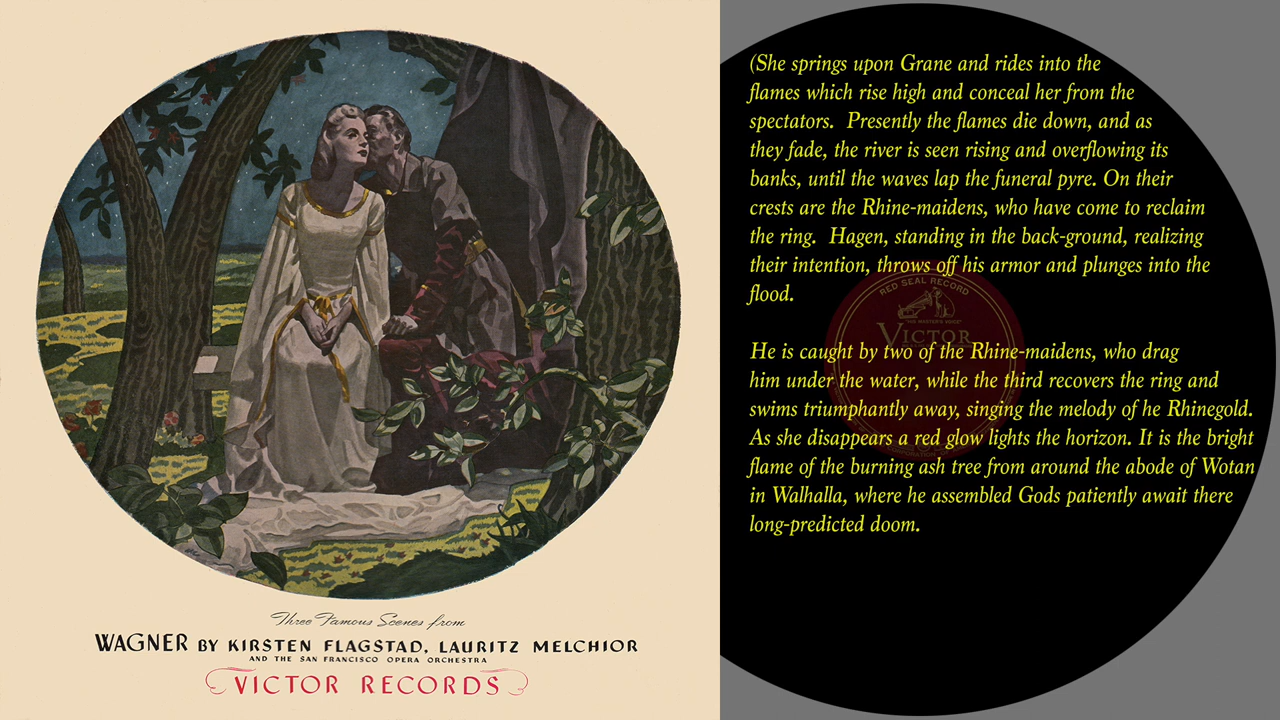 Three Famous Scenes from
WAGNER BY KIRSTEN FLAGSTAD, LAURITZ MELCHIOR
AND THE SAN FRANCISCO OPERA ORCHESTRA
VICTOR RECORDS
(She springs upon Grane and rides into the
flames which rise high and conceal her from the
spectators. Presently the flames die down, and as
they fade, the river is seen rising and overflowing its
banks, until the waves lap the funeral pyre. On their
crests are the Rhine-maidens, who have come to reclaim
the ring. Hagen, standing in the back-ground, realizing
their intention, throws off his armor and plunges into the
flood.
He is caught by two of the Rhine-maidens, who drag
him under the water, while the third recovers the ring and
swims triumphantly away, singing the melody of he Rhinegold.
As she disappears a red glow lights the horizon. It is the bright
flame of the burning ash tree from around the abode of Wotan
in Walhalla, where he assembled Gods patiently await there
long-predicted doom.
RED SEAL RECORD
"HIS MASTER'S VOICE"
VICTOR